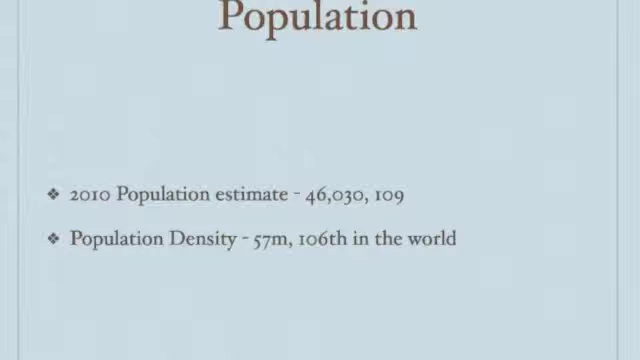 Population
❖ 2010 Population estimate - 46,030, 109
❖ Population Density - 57m, 106th in the world